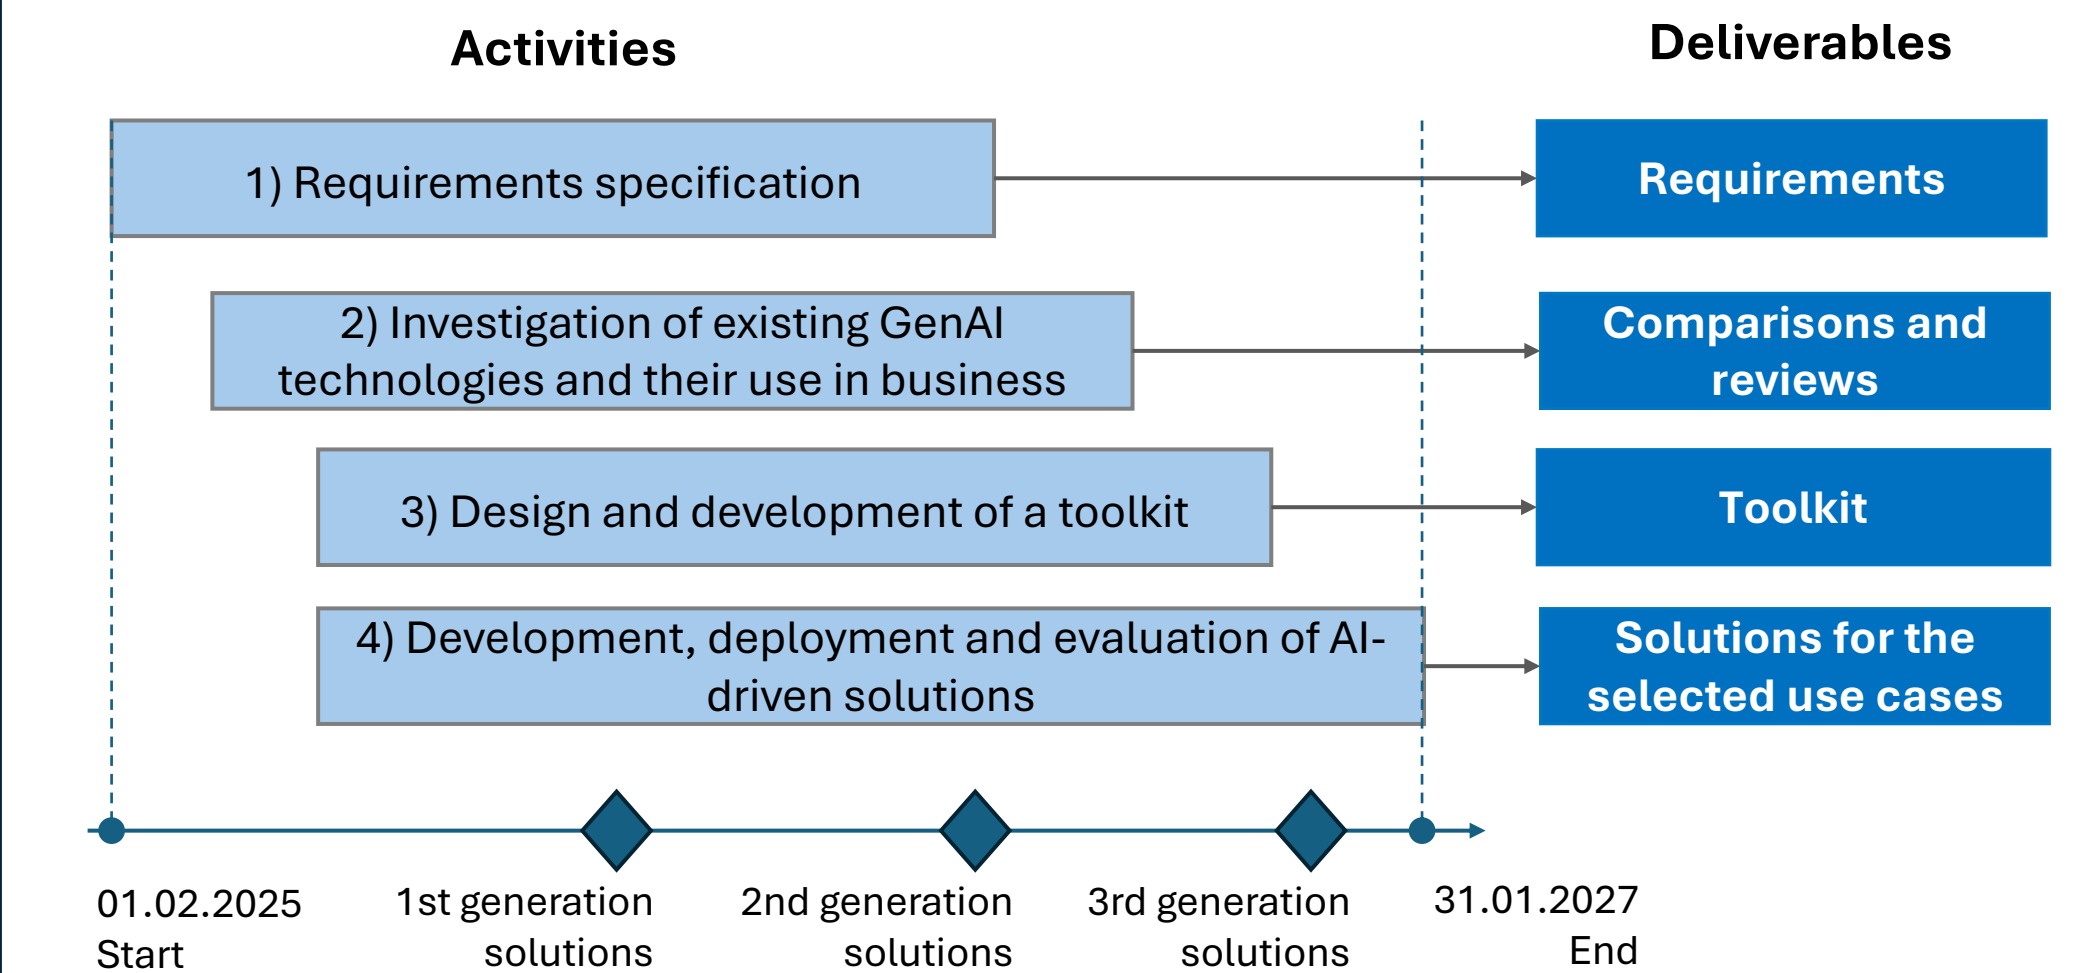 Activities
Deliverables
1) Requirements specification
Requirements
2) Investigation of existing GenAI
technologies and their use in business
Comparisons and
reviews
3) Design and development of a toolkit
Toolkit
4) Development, deployment and evaluation of AI-
driven solutions
Solutions for the
selected use cases
01.02.2025
Start
1st generation
solutions
2nd generation
solutions
3rd generation
solutions
31.01.2027
End